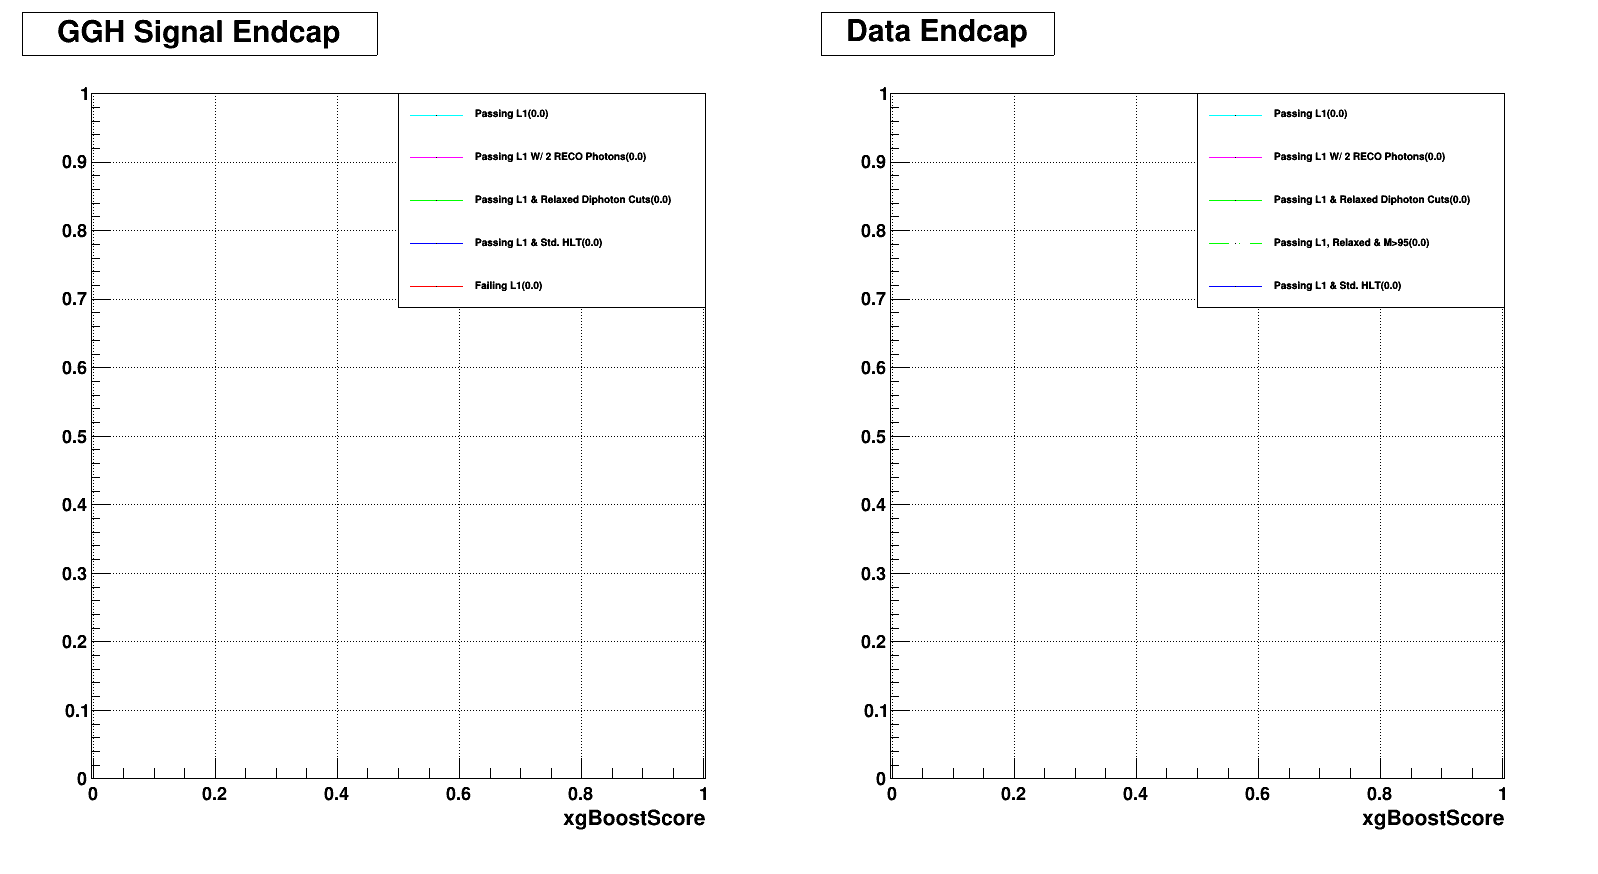 GGH Signal Endcap
1
0.9
0.8
0.7
0.6
0.5
0.4
0.3
0.2
0.1
0
0 0.2 0.4 0.6 0.8 1
xgBoostScore
Passing L1(0.0)
Passing L1 W/ 2 RECO Photons(0.0)
Passing L1 & Relaxed Diphoton Cuts(0.0)
Passing L1 & Std. HLT(0.0)
Failing L1(0.0)
Data Endcap
1
0.9
0.8
0.7
0.6
0.5
0.4
0.3
0.2
0.1
0
0 0.2 0.4 0.6 0.8 1
xgBoostScore
Passing L1(0.0)
Passing L1 W/ 2 RECO Photons(0.0)
Passing L1 & Relaxed Diphoton Cuts(0.0)
Passing L1, Relaxed & M>95(0.0)
Passing L1 & Std. HLT(0.0)